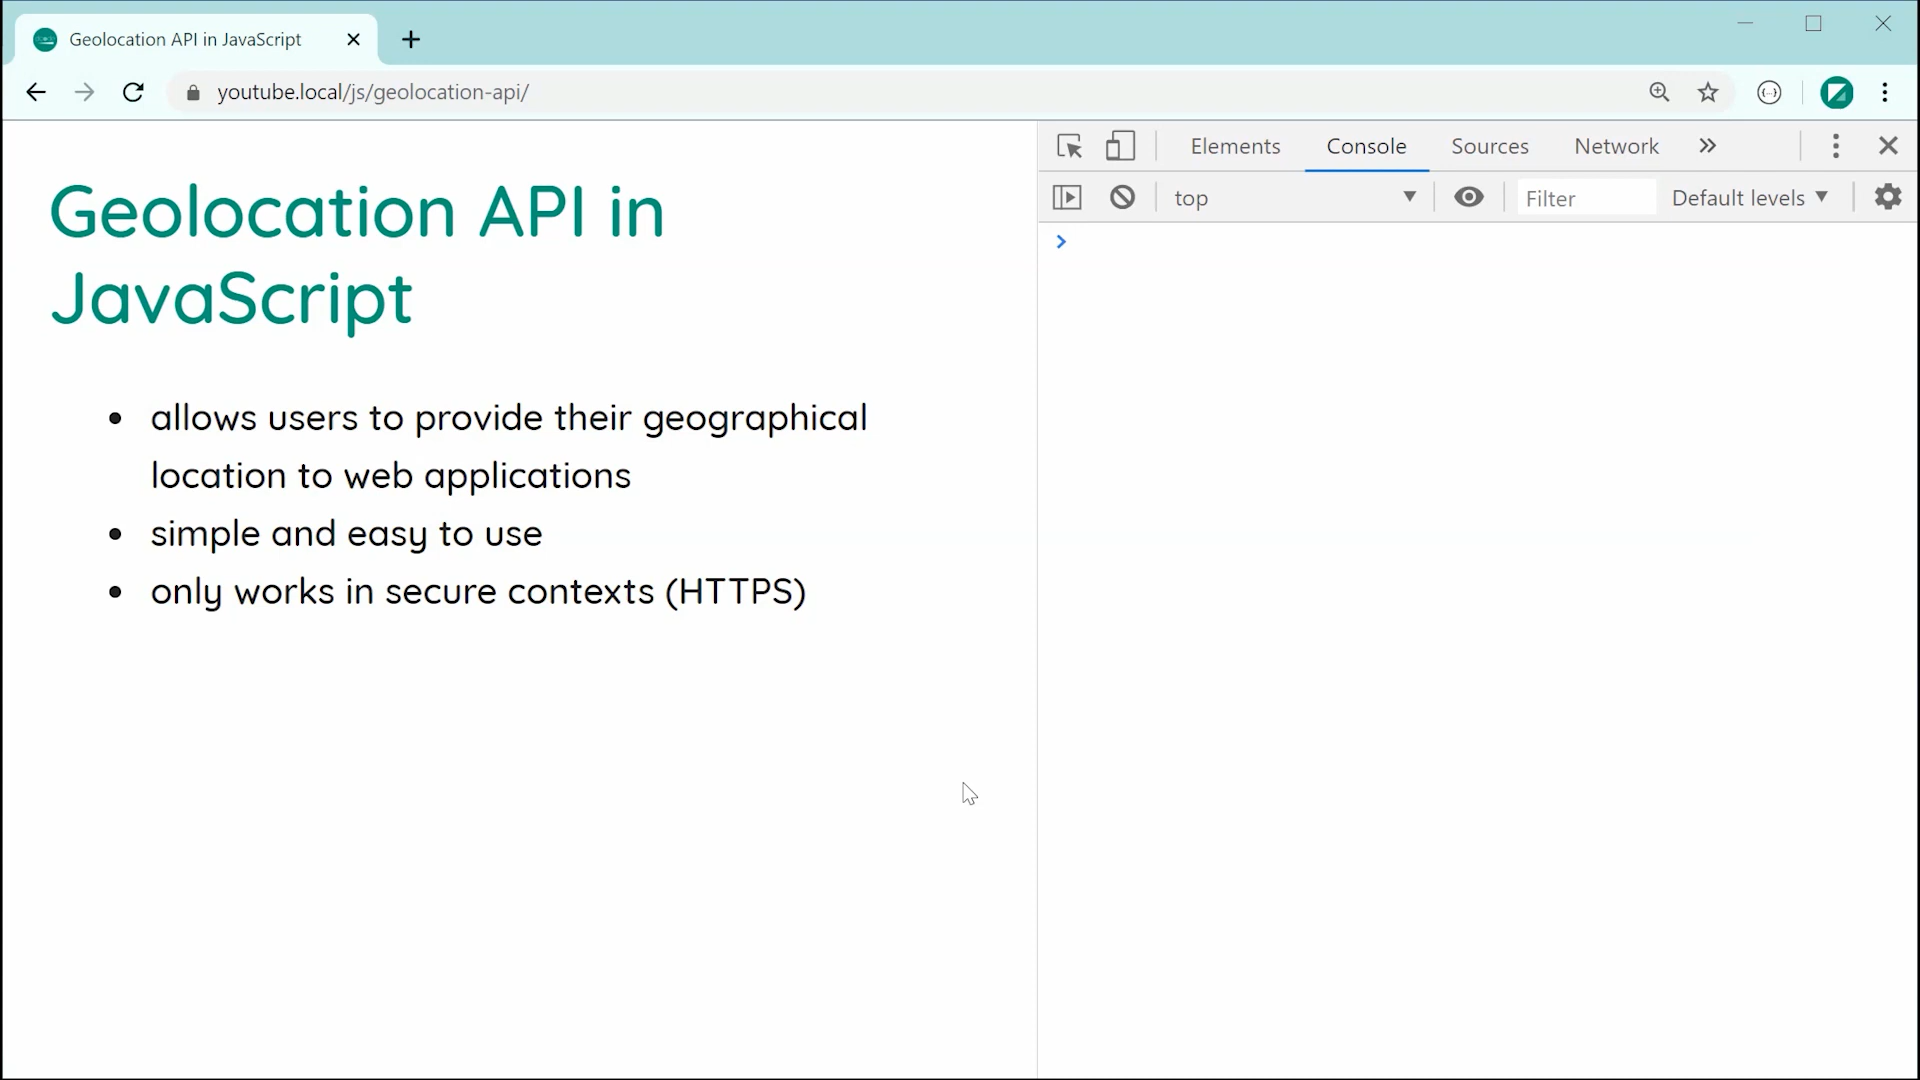 Geolocation API in JavaScript
youtube.local/js/geolocation-api/
Geolocation API in
JavaScript
• allows users to provide their geographical
location to web applications
• simple and easy to use
• only works in secure contexts (HTTPS)
Elements Console Sources Network
top Filter Default levels